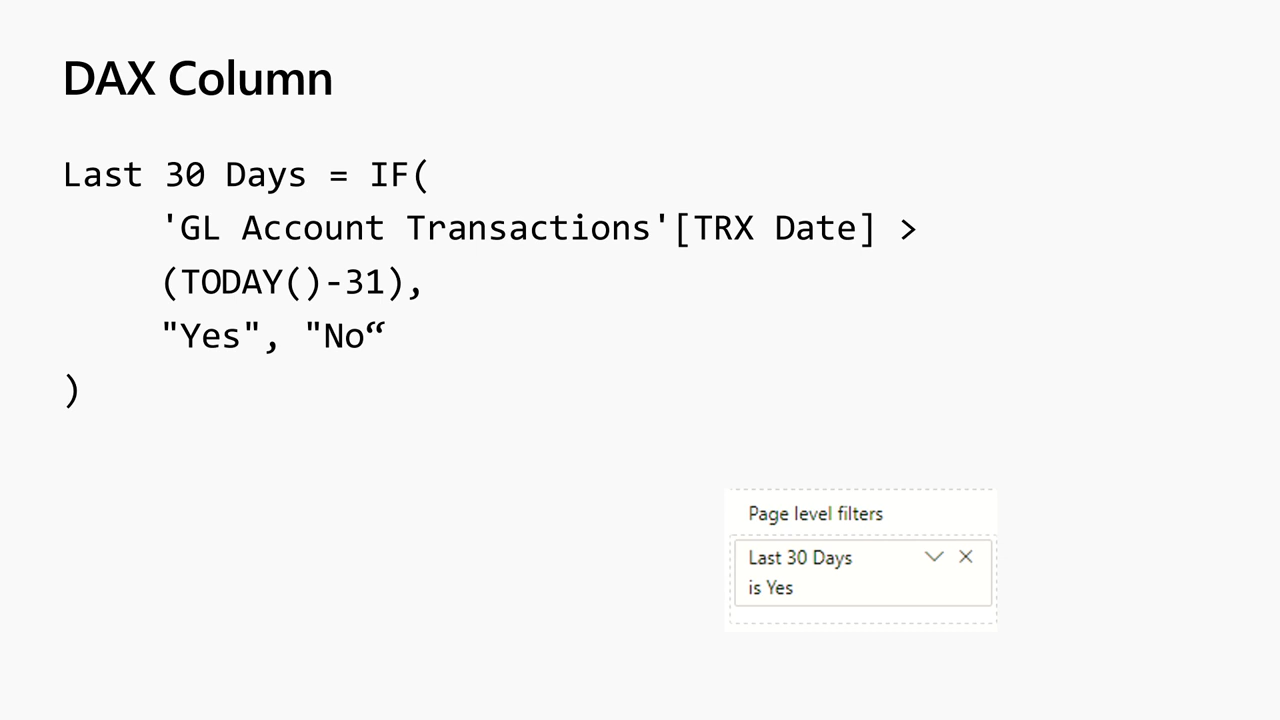 DAX Column
Last 30 Days = IF(
'GL Account Transactions'[TRX Date] >
(TODAY()-31),
"Yes", "No“
)
Page level filters
Last 30 Days
is Yes